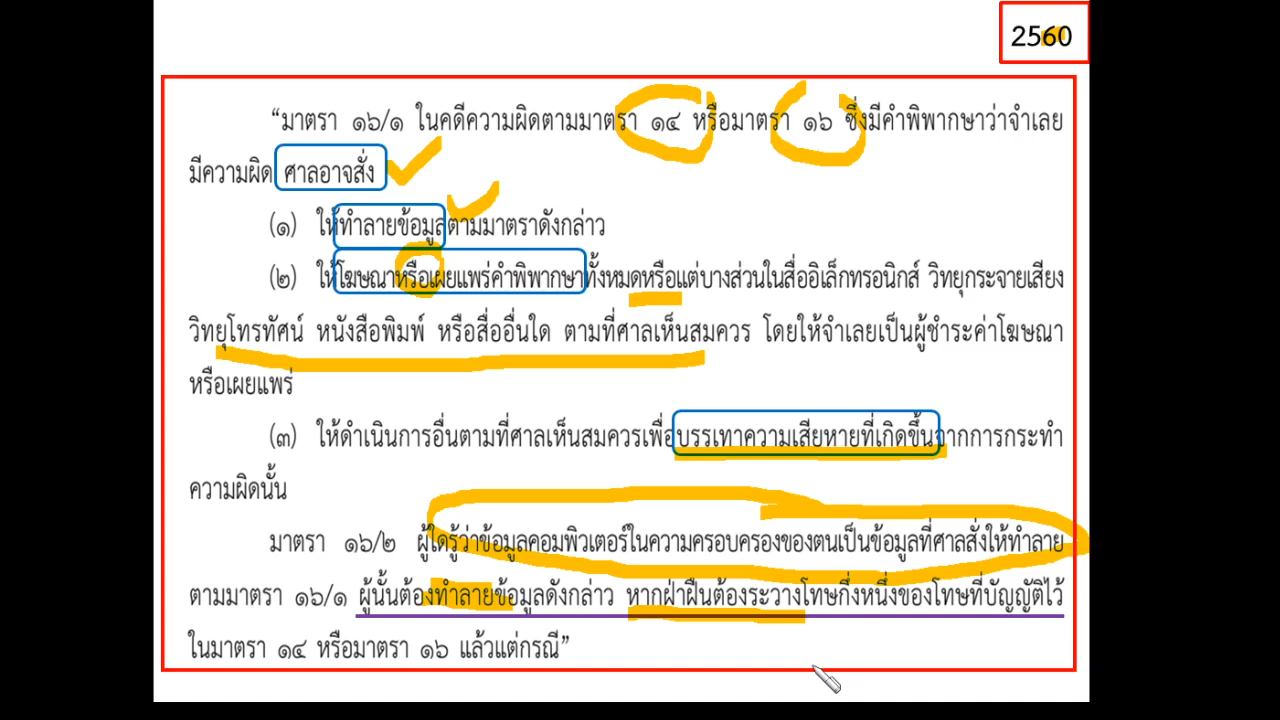 2560
“มาตรา ๑๖/๑ ในคดีความผิดตามมาตรา ๑๔ หรือมาตรา ๑๖ ซึ่งมีคำพิพากษาว่าจำเลย
มีความผิด ศาลอาจสั่ง
(๑) ให้ทำลายข้อมูลตามมาตราดังกล่าว
(๒) ให้โฆษณาหรือเผยแพร่คำพิพากษาทั้งหมดหรือแต่บางส่วนในสื่ออิเล็กทรอนิกส์ วิทยุกระจายเสียง
วิทยุโทรทัศน์ หนังสือพิมพ์ หรือสื่ออื่นใด ตามที่ศาลเห็นสมควร โดยให้จำเลยเป็นผู้ชำระค่าโฆษณา
หรือเผยแพร่
(๓) ให้ดำเนินการอื่นตามที่ศาลเห็นสมควรเพื่อบรรเทาความเสียหายที่เกิดขึ้นจากการกระทำ
ความผิดนั้น
มาตรา ๑๖/๒ ผู้ใดรู้ว่าข้อมูลคอมพิวเตอร์ในความครอบครองของตนเป็นข้อมูลที่ศาลสั่งให้ทำลาย
ตามมาตรา ๑๖/๑ ผู้นั้นต้องทำลายข้อมูลดังกล่าว หากฝ่าฝืนต้องระวางโทษกึ่งหนึ่งของโทษที่บัญญัติไว้
ในมาตรา ๑๔ หรือมาตรา ๑๖ แล้วแต่กรณี”